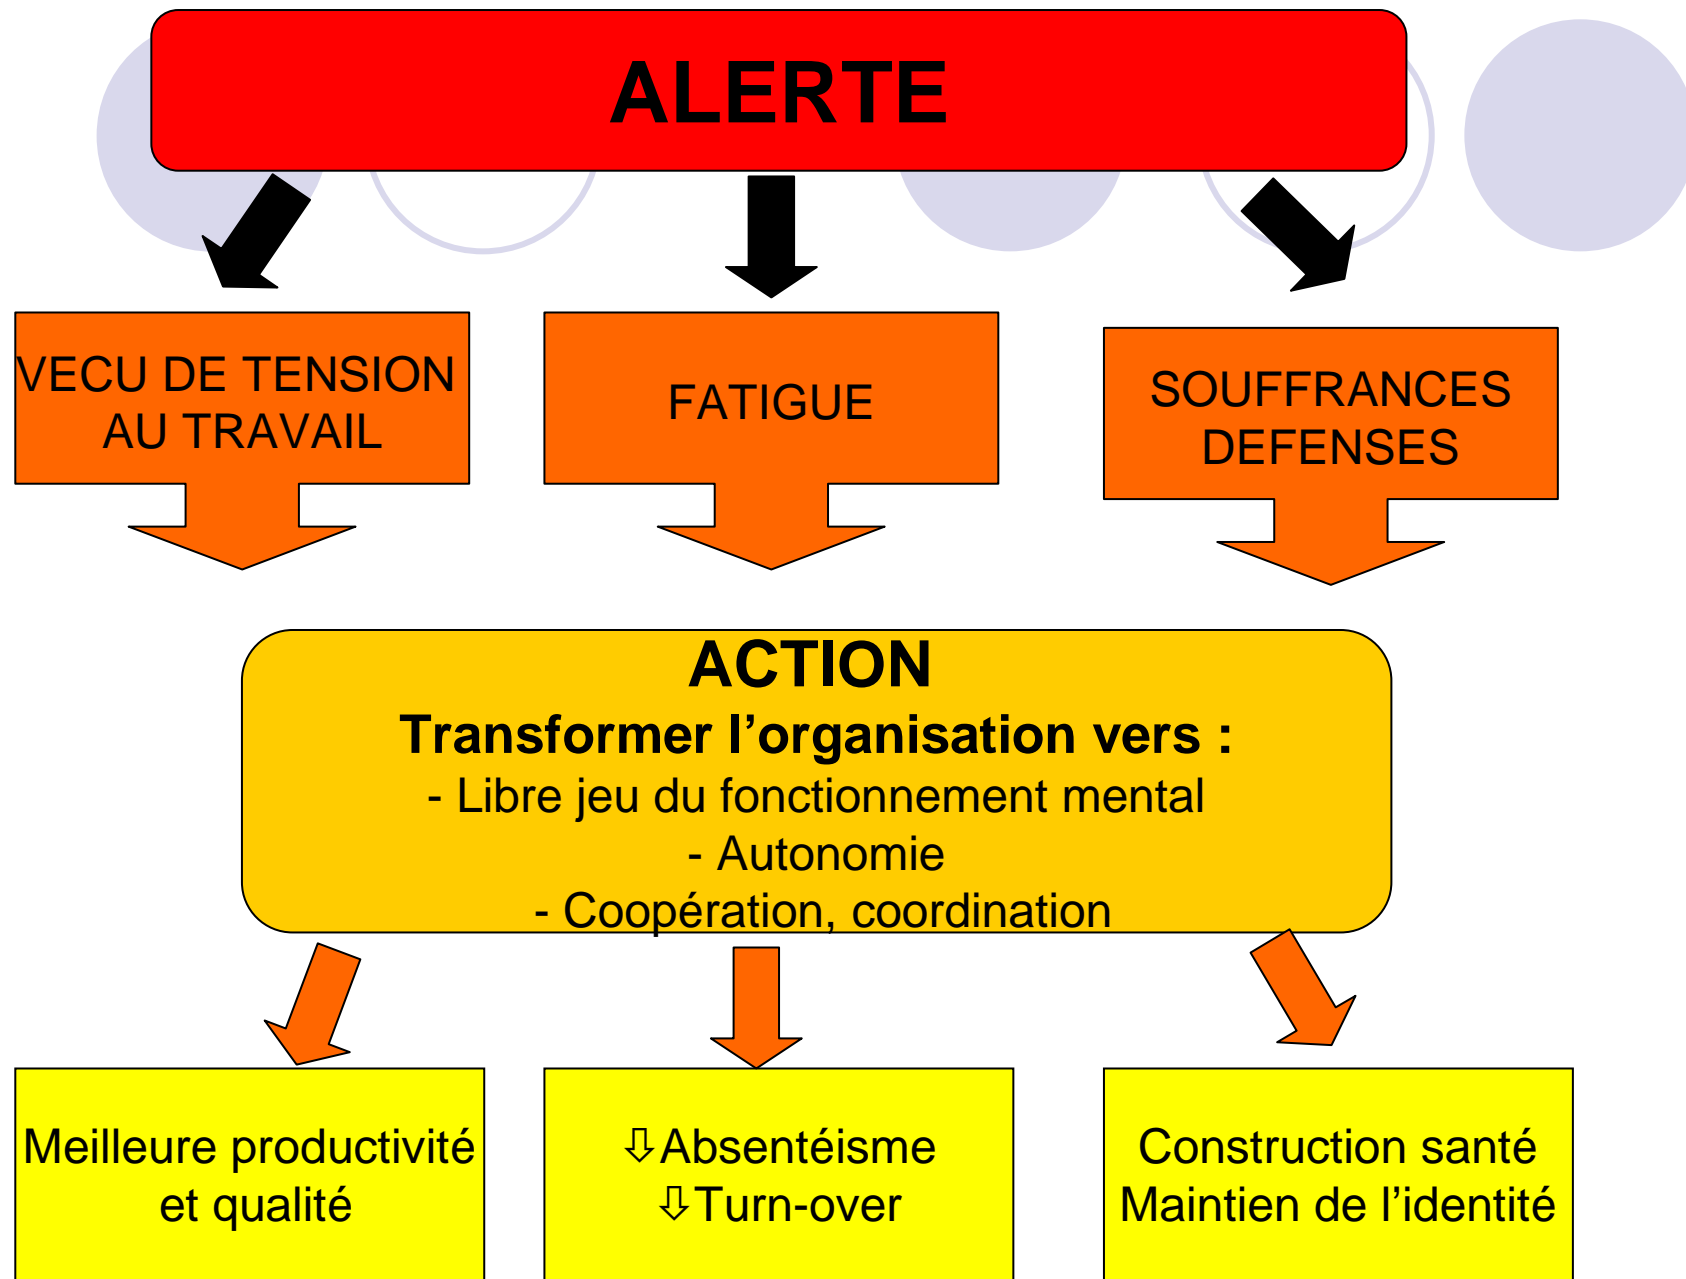 ALERTE
VECU DE TENSION
AU TRAVAIL
FATIGUE
SOUFFRANCES
DEFENSES
ACTION
Transformer l’organisation vers :
- Libre jeu du fonctionnement mental
- Autonomie
- Coopération, coordination
Meilleure productivité
et qualité
⇩Absentéisme
⇩Turn-over
Construction santé
Maintien de l’identité